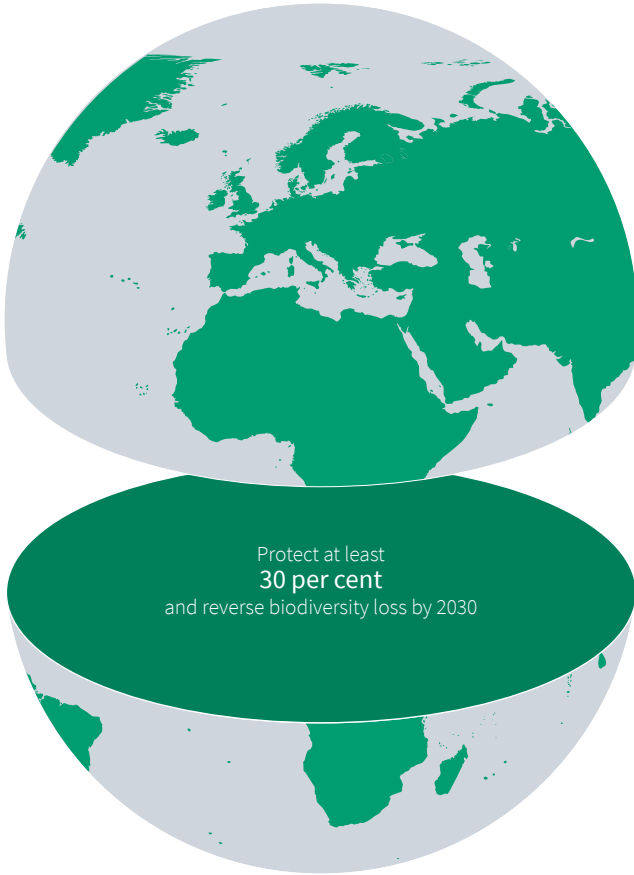 Protect at least
30 per cent
and reverse biodiversity loss by 2030